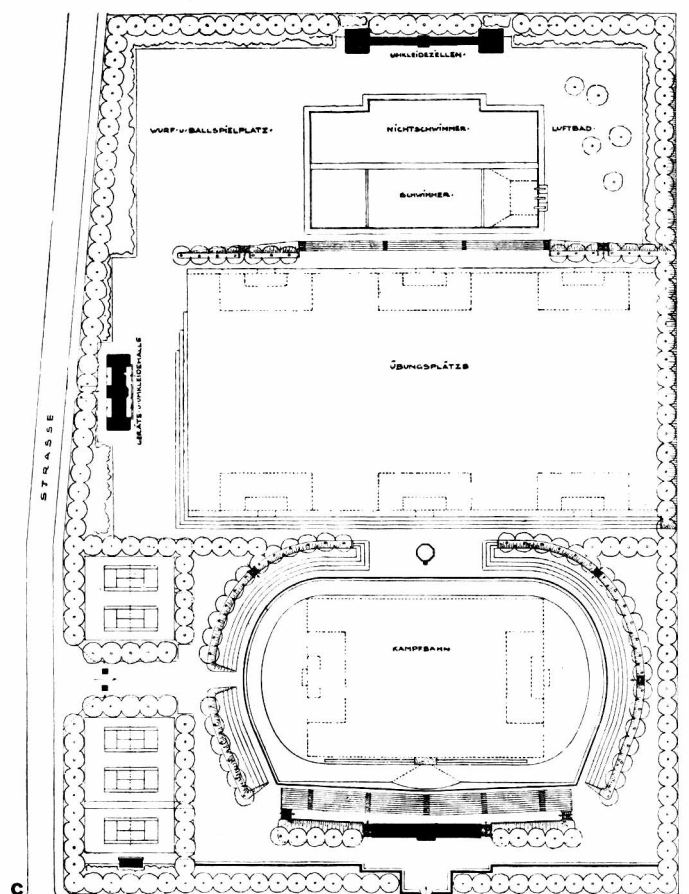 UMKLEIDEZELLEN·
WURF·U·BALLSPIELPLATZ·
NICHTSCHWIMMER·
LUFTBAD·
SCHWIMMER·
ÜBUNGSPLÄTZE
GERÄTE U·UMKLEIDEHALLE
STRASSE
KAMPFBAHN
C